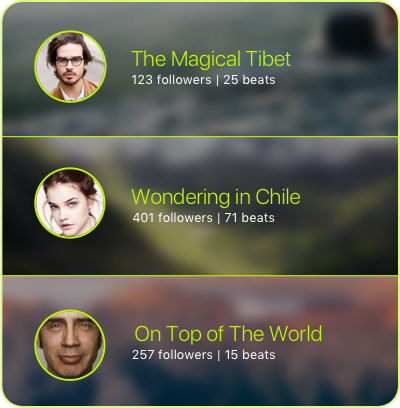 The Magical Tibet
123 followers | 25 beats
Wondering in Chile
401 followers | 71 beats
On Top of The World
257 followers | 15 beats